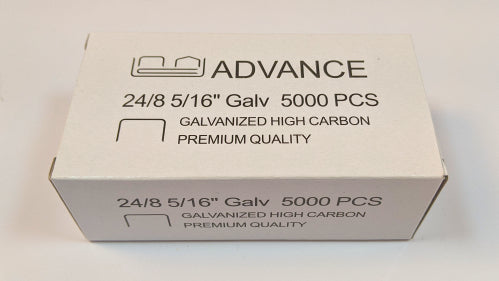 ADVANCE
24/8 5/16" Galv 5000 PCS
GALVANIZED HIGH CARBON
PREMIUM QUALITY
24/8 5/16" Galv 5000 PCS
GALVANIZED HIGH CARBON
PREMIUM QUALITY